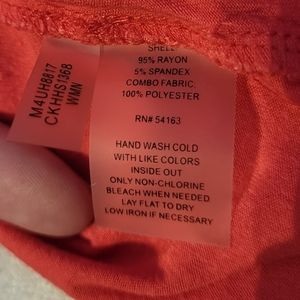 M4UH8817
CKHHS1368
WMN
SHELL
95% RAYON
5% SPANDEX
COMBO FABRIC
100% POLYESTER
RN# 54163
HAND WASH COLD
WITH LIKE COLORS
INSIDE OUT
ONLY NON-CHLORINE
BLEACH WHEN NEEDED
LAY FLAT TO DRY
LOW IRON IF NECESSARY